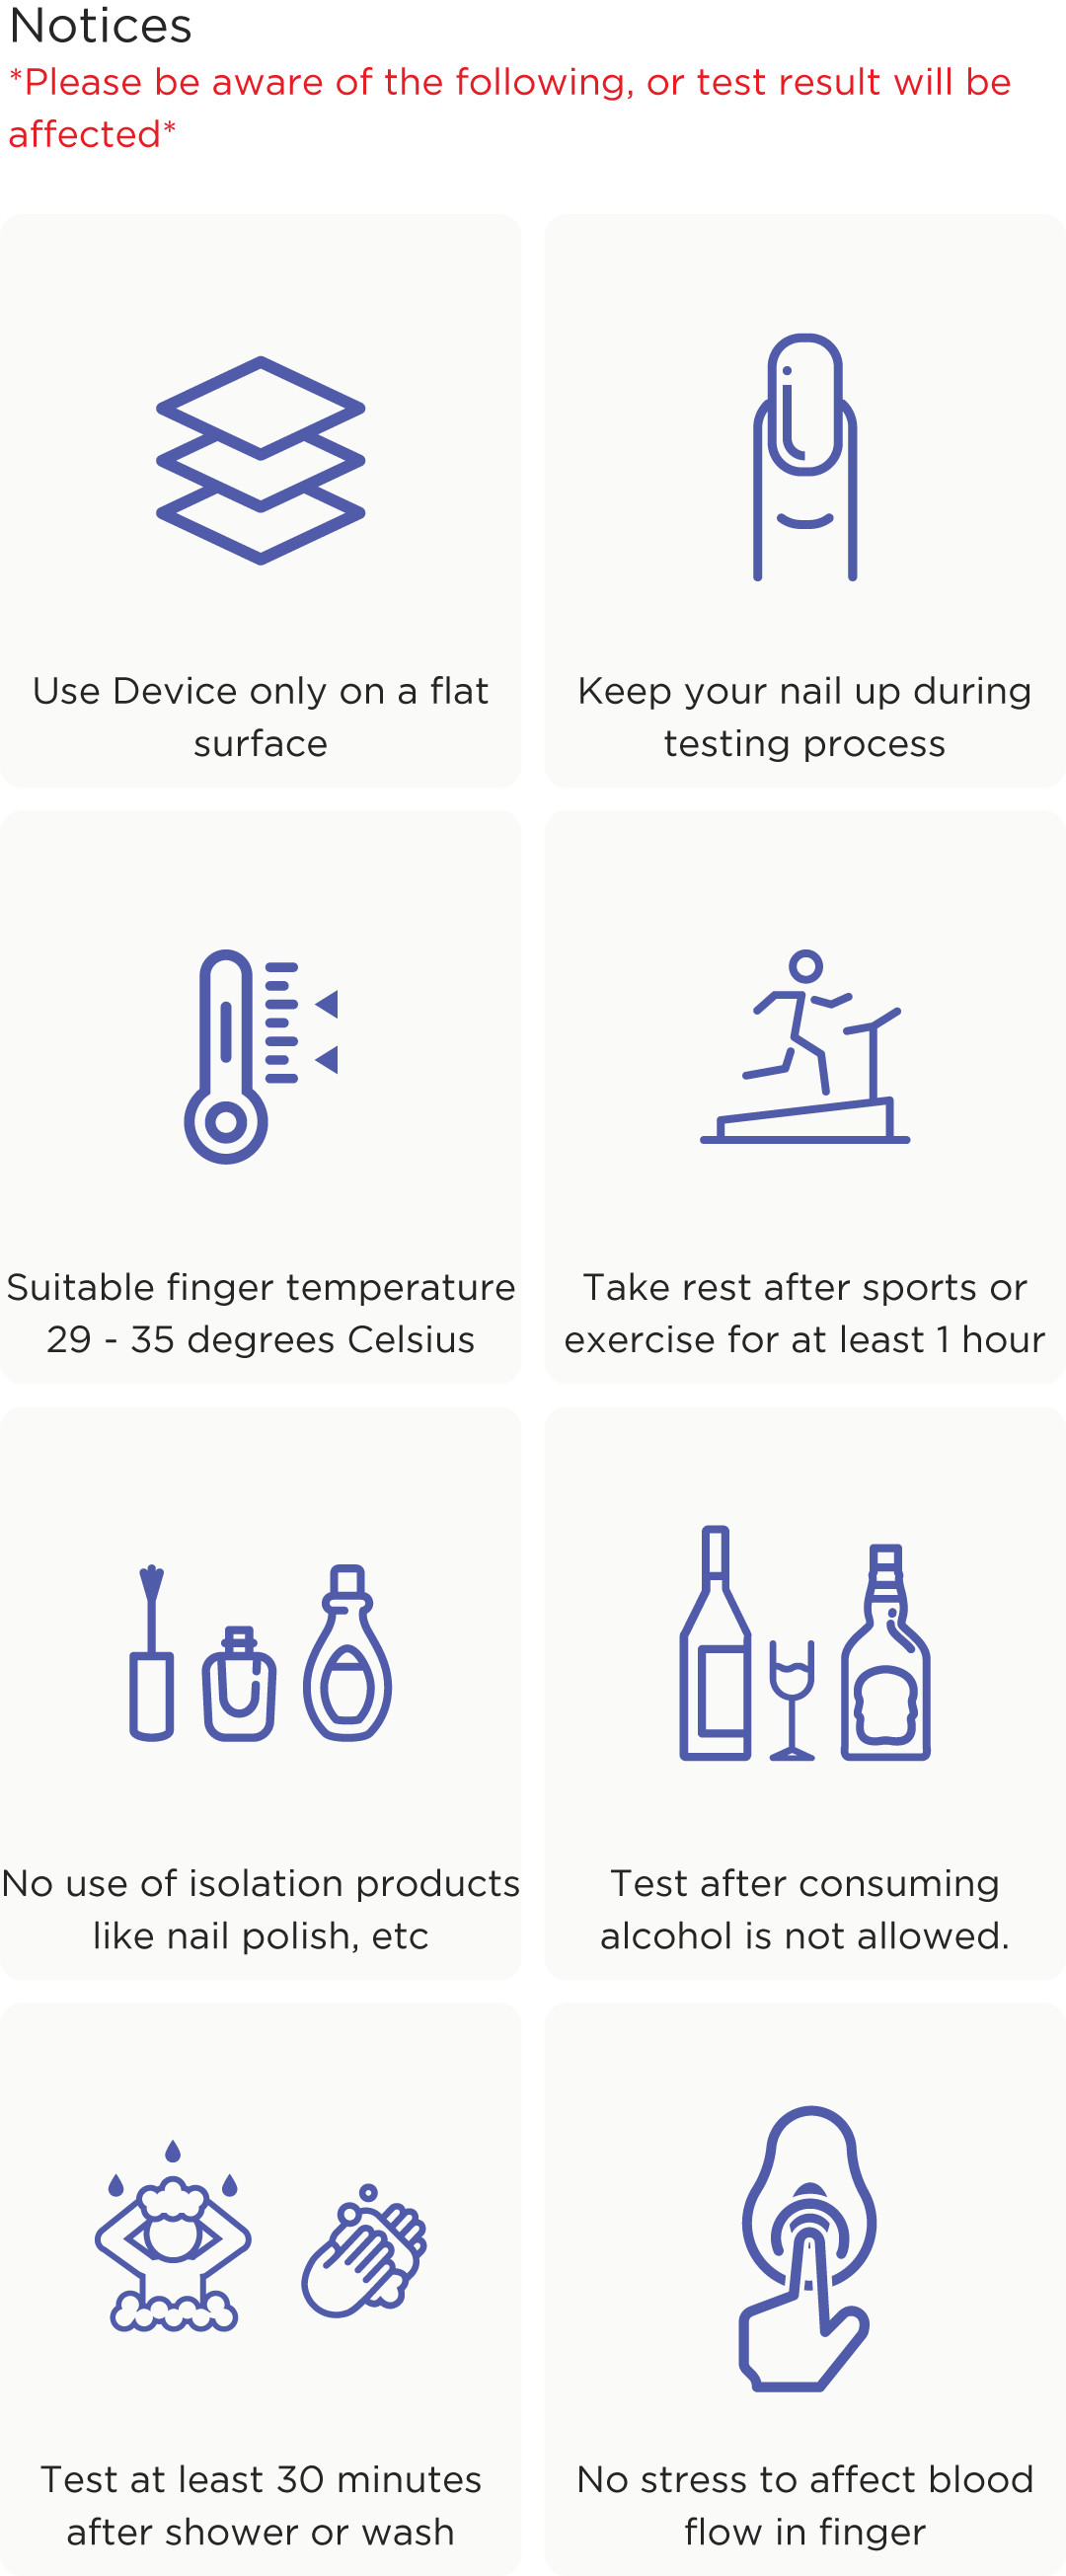 Notices
*Please be aware of the following, or test result will be
affected*
Use Device only on a flat
surface
Keep your nail up during
testing process
Suitable finger temperature
29 - 35 degrees Celsius
Take rest after sports or
exercise for at least 1 hour
No use of isolation products
like nail polish, etc
Test after consuming
alcohol is not allowed.
Test at least 30 minutes
after shower or wash
No stress to affect blood
flow in finger